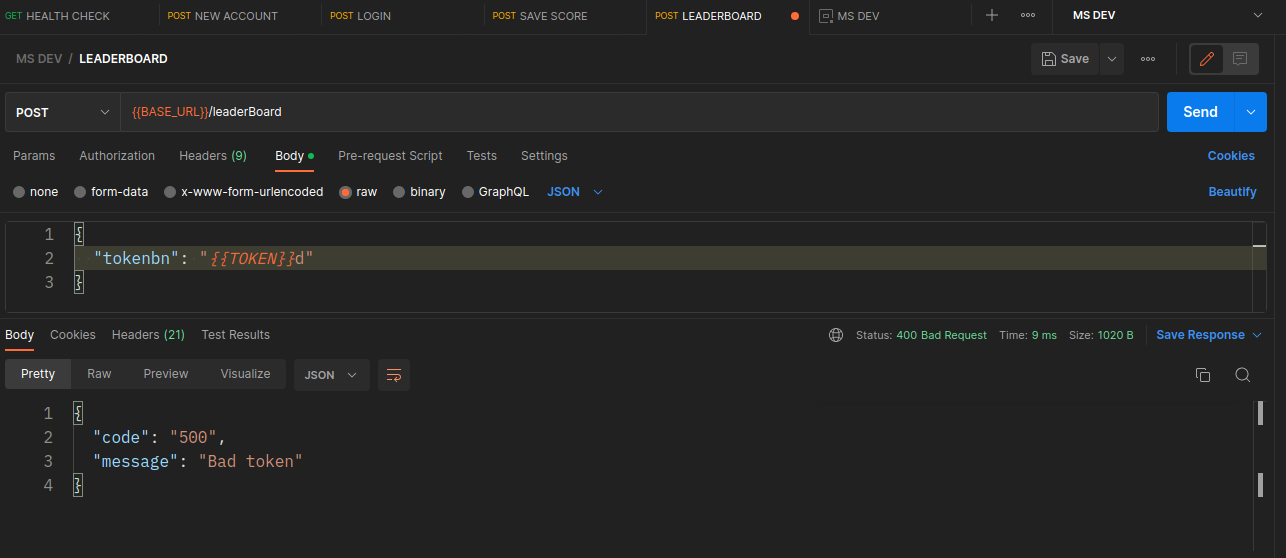 GET HEALTH CHECK POST NEW ACCOUNT POST LOGIN POST SAVE SCORE POST LEADERBOARD MS DEV MS DEV
MS DEV / LEADERBOARD Save
POST {{BASE_URL}}/leaderBoard Send
Params Authorization Headers (9) Body Pre-request Script Tests Settings Cookies
none form-data x-www-form-urlencoded raw binary GraphQL JSON Beautify
1 {
2 "tokenbn": "{{TOKEN}}d"
3 }
Body Cookies Headers (21) Test Results Status: 400 Bad Request Time: 9 ms Size: 1020 B Save Response
Pretty Raw Preview Visualize JSON
1 {
2 "code": "500",
3 "message": "Bad token"
4 }